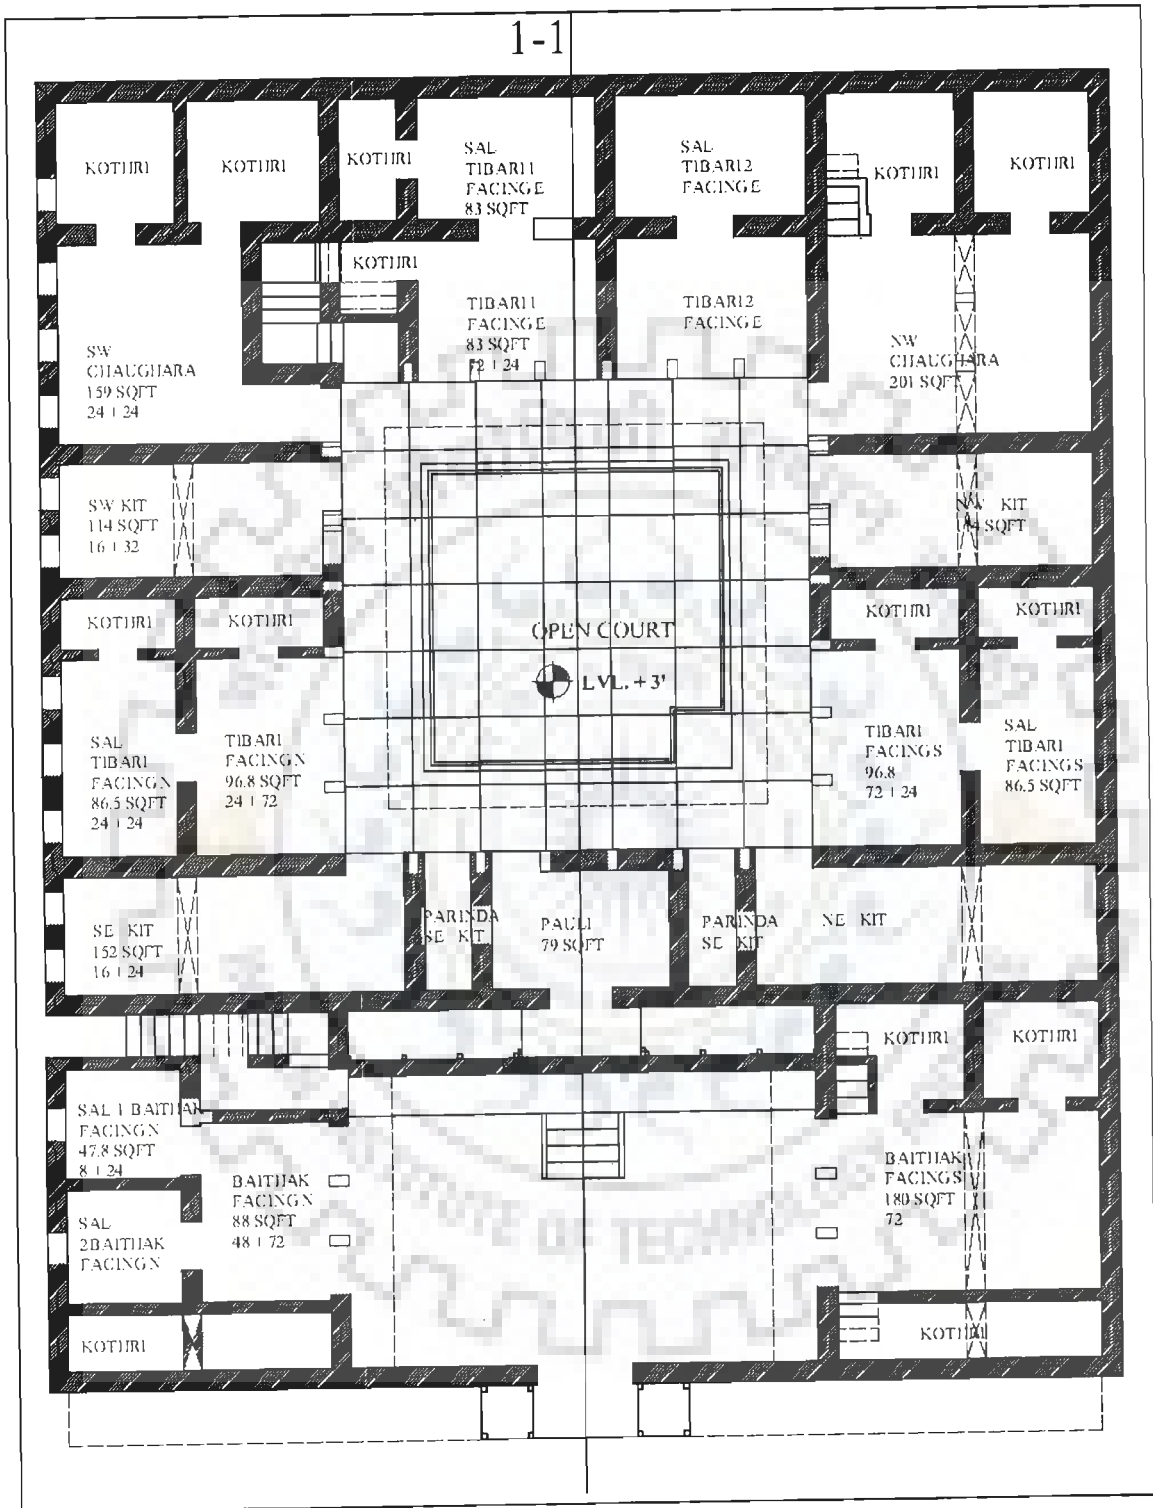 1-1
KOTHRI
KOTHRI
KOTHRI
SAL
TIBARI1
FACING E
83 SQFT
SAL
TIBARI2
FACING E
KOTHRI
KOTHRI
KOTHRI
TIBARI1
FACING E
83 SQFT
72 + 24
TIBARI2
FACING E
SW
CHAUGHARA
159 SQFT
24 + 24
NW
CHAUGHARA
201 SQFT
SW KIT
114 SQFT
16 + 32
NW KIT
SQFT
KOTHRI
KOTHRI
KOTHRI
KOTHRI
OPEN COURT
LVL. +3'
SAL
TIBARI
FACING N
86.5 SQFT
24 + 24
TIBARI
FACING N
96.8 SQFT
24 + 72
TIBARI
FACING S
96.8
72 + 24
SAL
TIBARI
FACING S
86.5 SQFT
SE KIT
152 SQFT
16 + 24
PARINDA
SE KIT
PAULI
79 SQFT
PARINDA
SE KIT
NE KIT
KOTHRI
KOTHRI
SAL 1 BAITHAK
FACING N
47.8 SQFT
8 + 24
BAITHAK
FACING N
88 SQFT
48 + 72
BAITHAK
FACING S
180 SQFT
72
SAL
2BAITHAK
FACING N
KOTHRI
KOTHRI
OF TECHNOLOGY